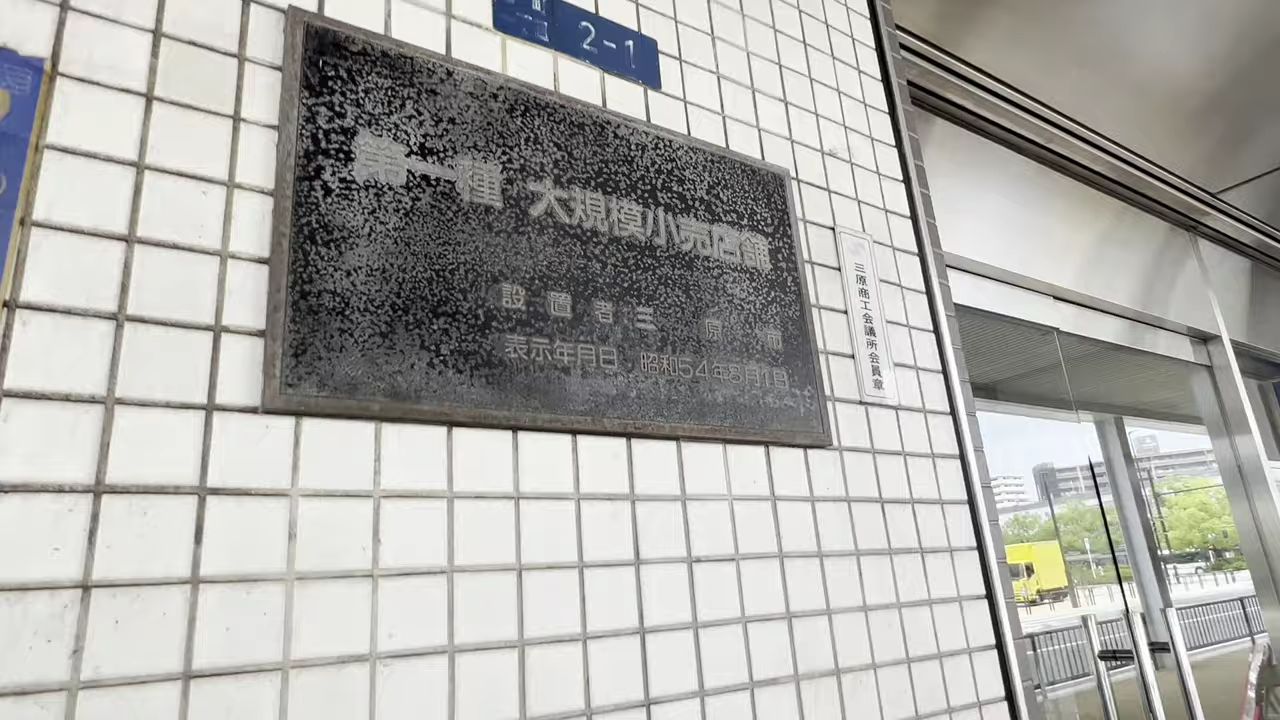 2-1
第一種 大規模小売店舗
設置者 三原市
表示年月日 昭和54年8月1日
三原商工会議所会員章